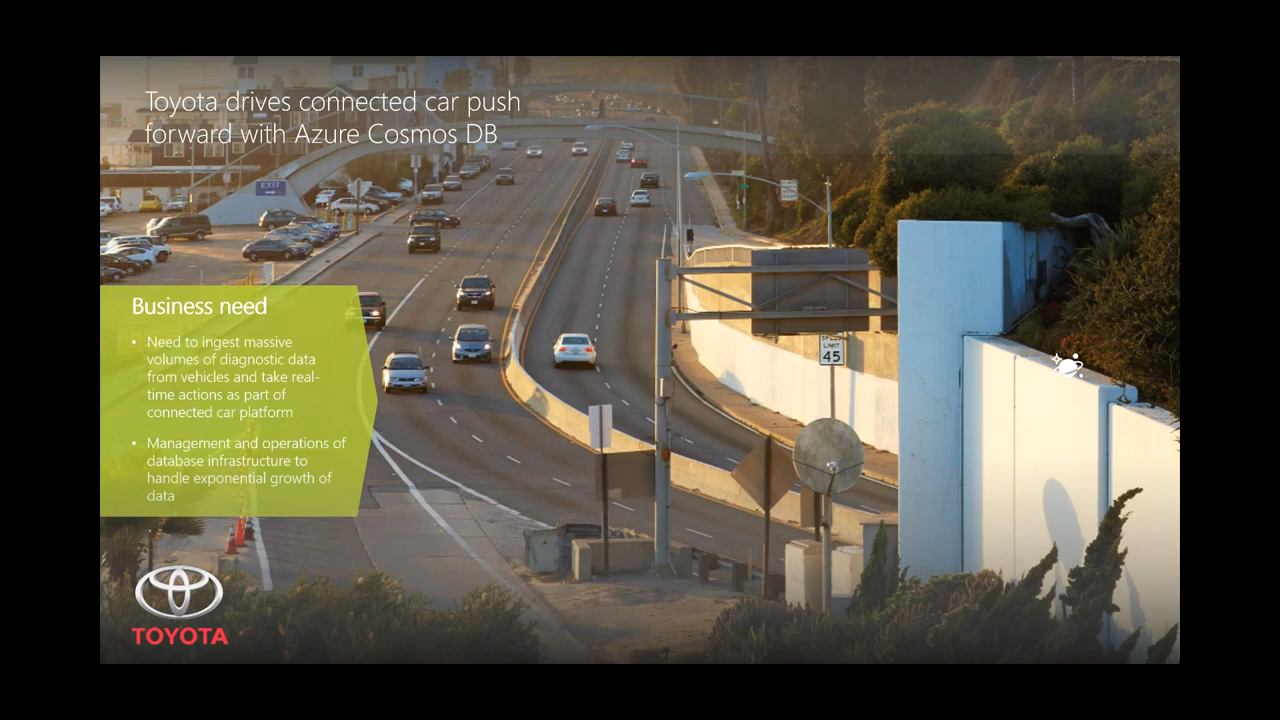 Toyota drives connected car push
forward with Azure Cosmos DB
EXIT
Business need
• Need to ingest massive
volumes of diagnostic data
from vehicles and take real-
time actions as part of
connected car platform
• Management and operations of
database infrastructure to
handle exponential growth of
data
SPEED
LIMIT
45
TOYOTA